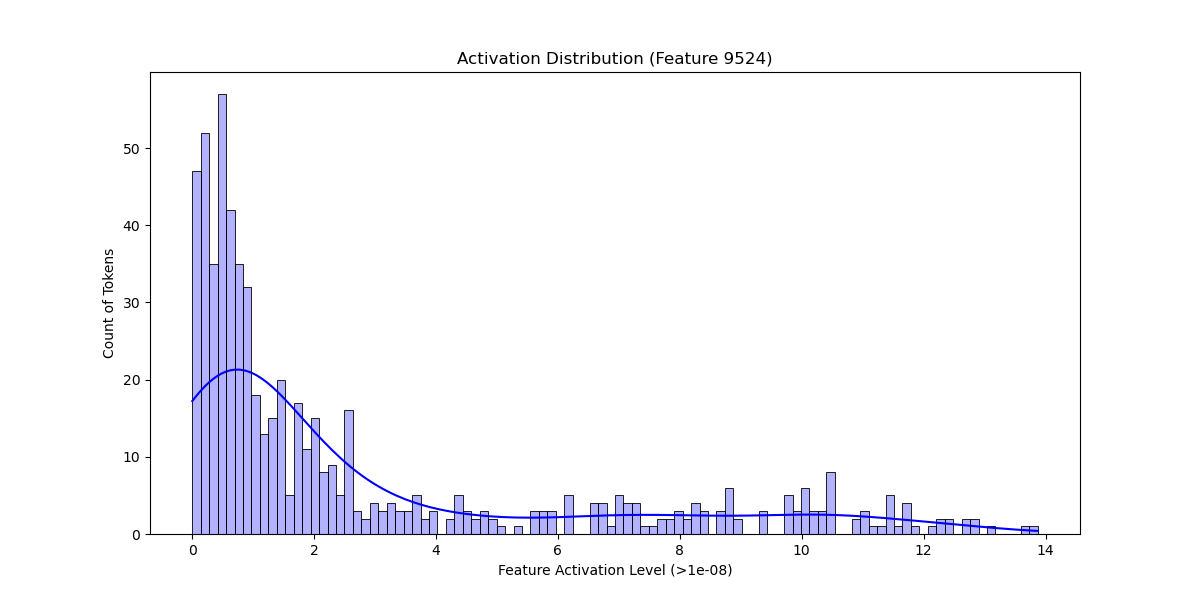 Activation Distribution (Feature 9524)
Count of Tokens
50
40
30
20
10
0
0 2 4 6 8 10 12 14
Feature Activation Level (>1e-08)